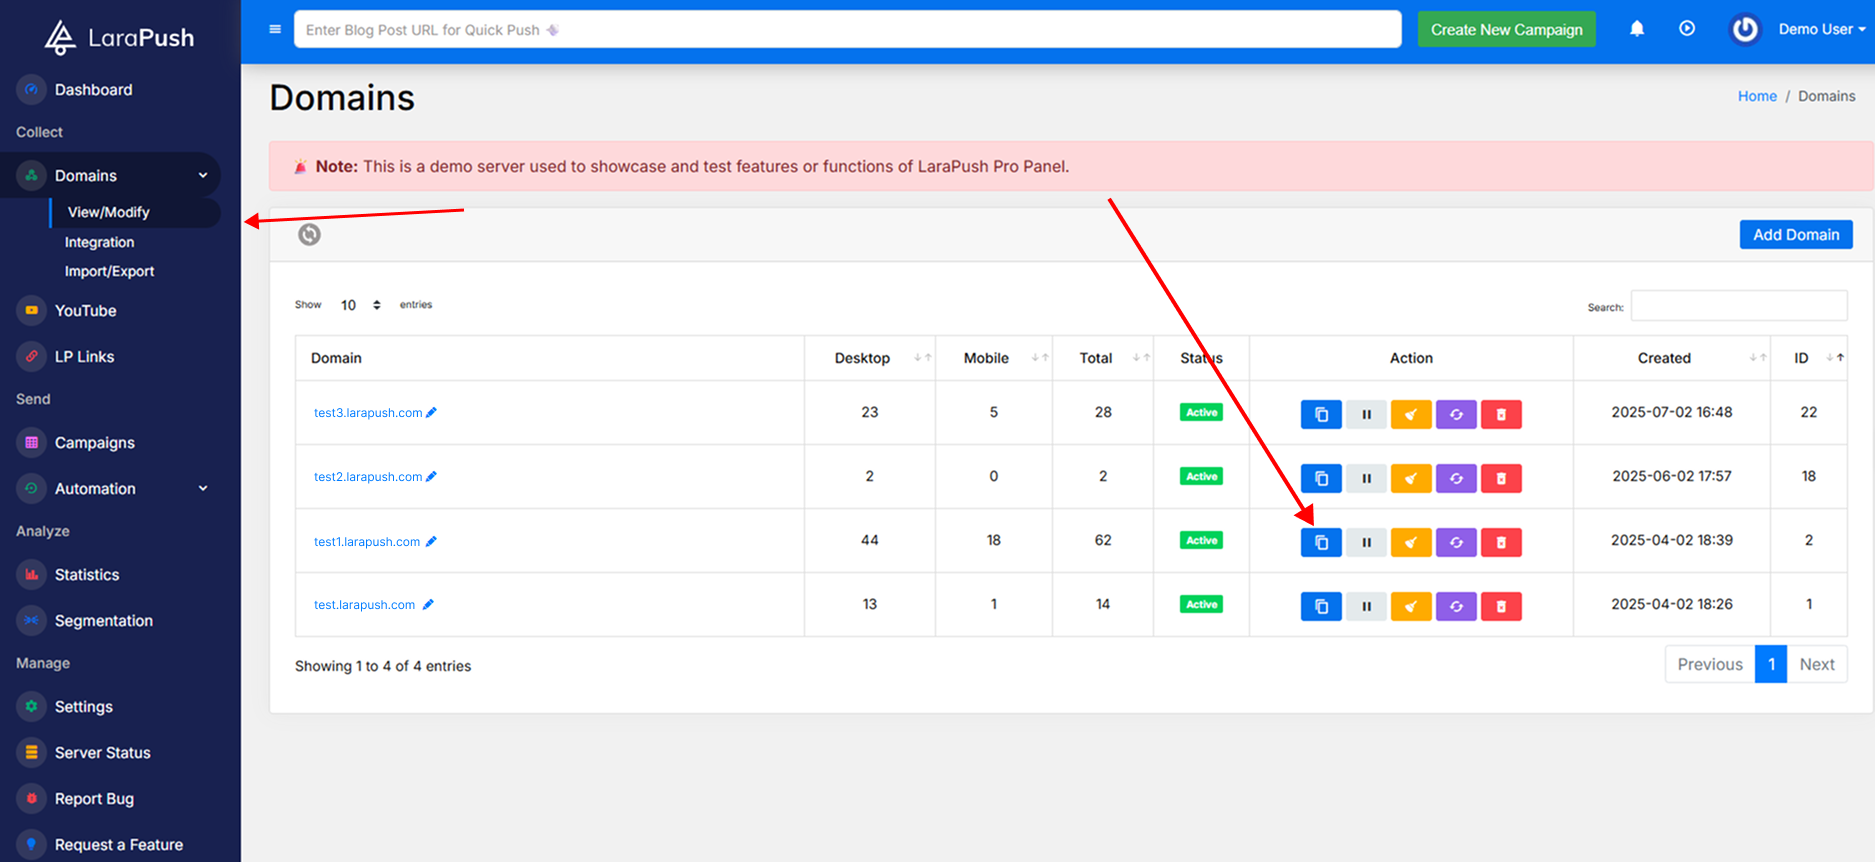 LaraPush
Enter Blog Post URL for Quick Push
Create New Campaign
Demo User
Dashboard
Collect
Domains
View/Modify
Integration
Import/Export
YouTube
LP Links
Send
Campaigns
Automation
Analyze
Statistics
Segmentation
Manage
Settings
Server Status
Report Bug
Request a Feature
Domains
Home / Domains
Note: This is a demo server used to showcase and test features or functions of LaraPush Pro Panel.
Add Domain
Show 10 entries
Search:
Domain Desktop Mobile Total Status Action Created ID
test3.larapush.com 23 5 28 Active 2025-07-02 16:48 22
test2.larapush.com 2 0 2 Active 2025-06-02 17:57 18
test1.larapush.com 44 18 62 Active 2025-04-02 18:39 2
test.larapush.com 13 1 14 Active 2025-04-02 18:26 1
Showing 1 to 4 of 4 entries
Previous 1 Next